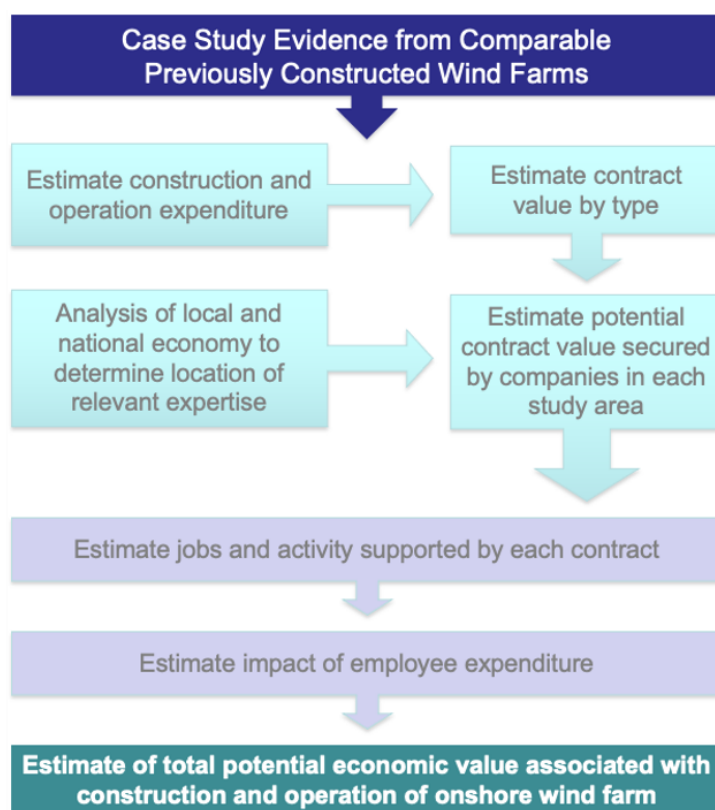 Case Study Evidence from Comparable
Previously Constructed Wind Farms
Estimate construction and
operation expenditure
Estimate contract
value by type
Analysis of local and
national economy to
determine location of
relevant expertise
Estimate potential
contract value secured
by companies in each
study area
Estimate jobs and activity supported by each contract
Estimate impact of employee expenditure
Estimate of total potential economic value associated with
construction and operation of onshore wind farm